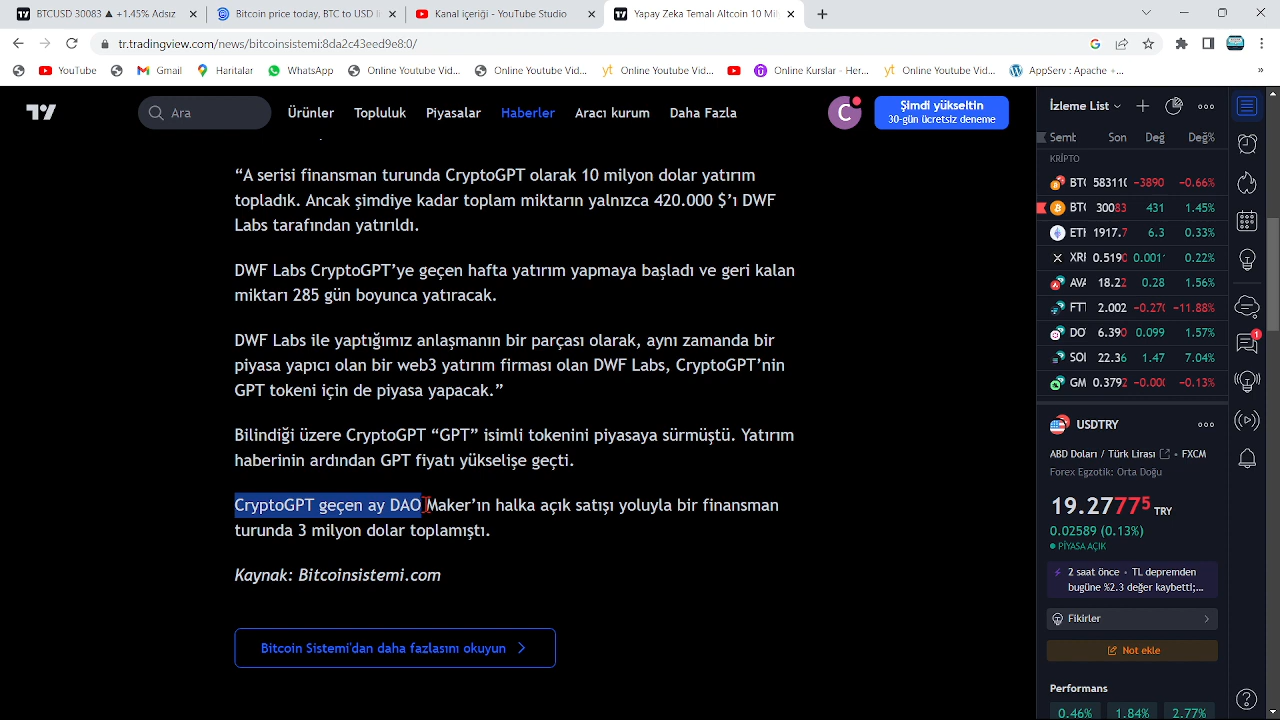 BTCUSD 30083 ▲ +1.45% Adsız
Bitcoin price today, BTC to USD li
Kanal içeriği - YouTube Studio
Yapay Zeka Temalı Altcoin 10 Mily
tr.tradingview.com/news/bitcoinsistemi:8da2c43eed9e8:0/
YouTube
Gmail
Haritalar
WhatsApp
Online Youtube Vid...
Online Youtube Vid...
Online Youtube Vid...
Online Kurslar - Her...
Online Youtube Vid...
AppServ : Apache +...
»
Ara
Ürünler
Topluluk
Piyasalar
Haberler
Aracı kurum
Daha Fazla
C
Şimdi yükseltin
30-gün ücretsiz deneme
“A serisi finansman turunda CryptoGPT olarak 10 milyon dolar yatırım
topladık. Ancak şimdiye kadar toplam miktarın yalnızca 420.000 $’ı DWF
Labs tarafından yatırıldı.
DWF Labs CryptoGPT’ye geçen hafta yatırım yapmaya başladı ve geri kalan
miktarı 285 gün boyunca yatıracak.
DWF Labs ile yaptığımız anlaşmanın bir parçası olarak, aynı zamanda bir
piyasa yapıcı olan bir web3 yatırım firması olan DWF Labs, CryptoGPT’nin
GPT tokeni için de piyasa yapacak.”
Bilindiği üzere CryptoGPT “GPT” isimli tokenini piyasaya sürmüştü. Yatırım
haberinin ardından GPT fiyatı yükselişe geçti.
CryptoGPT geçen ay DAO Maker’ın halka açık satışı yoluyla bir finansman
turunda 3 milyon dolar toplamıştı.
Kaynak: Bitcoinsistemi.com
Bitcoin Sistemi'dan daha fazlasını okuyun
İzleme List
Semb Son Değ Değ%
KRİPTO
BTC 583110 −3890 −0.66%
BTC 30083 431 1.45%
ETH 1917.7 6.3 0.33%
XRP 0.5190 0.001 0.22%
AVA 18.22 0.28 1.56%
FTT 2.002 −0.270 −11.88%
DO 6.390 0.099 1.57%
SOL 22.36 1.47 7.04%
GM 0.3792 −0.000 −0.13%
1
USDTRY
ABD Doları / Türk Lirası • FXCM
Forex Egzotik: Orta Doğu
19.27775 TRY
0.02589 (0.13%)
PİYASA AÇIK
2 saat önce • TL depremden
bugüne %2.3 değer kaybetti;...
Fikirler
Not ekle
Performans
0.46% 1.84% 2.77%